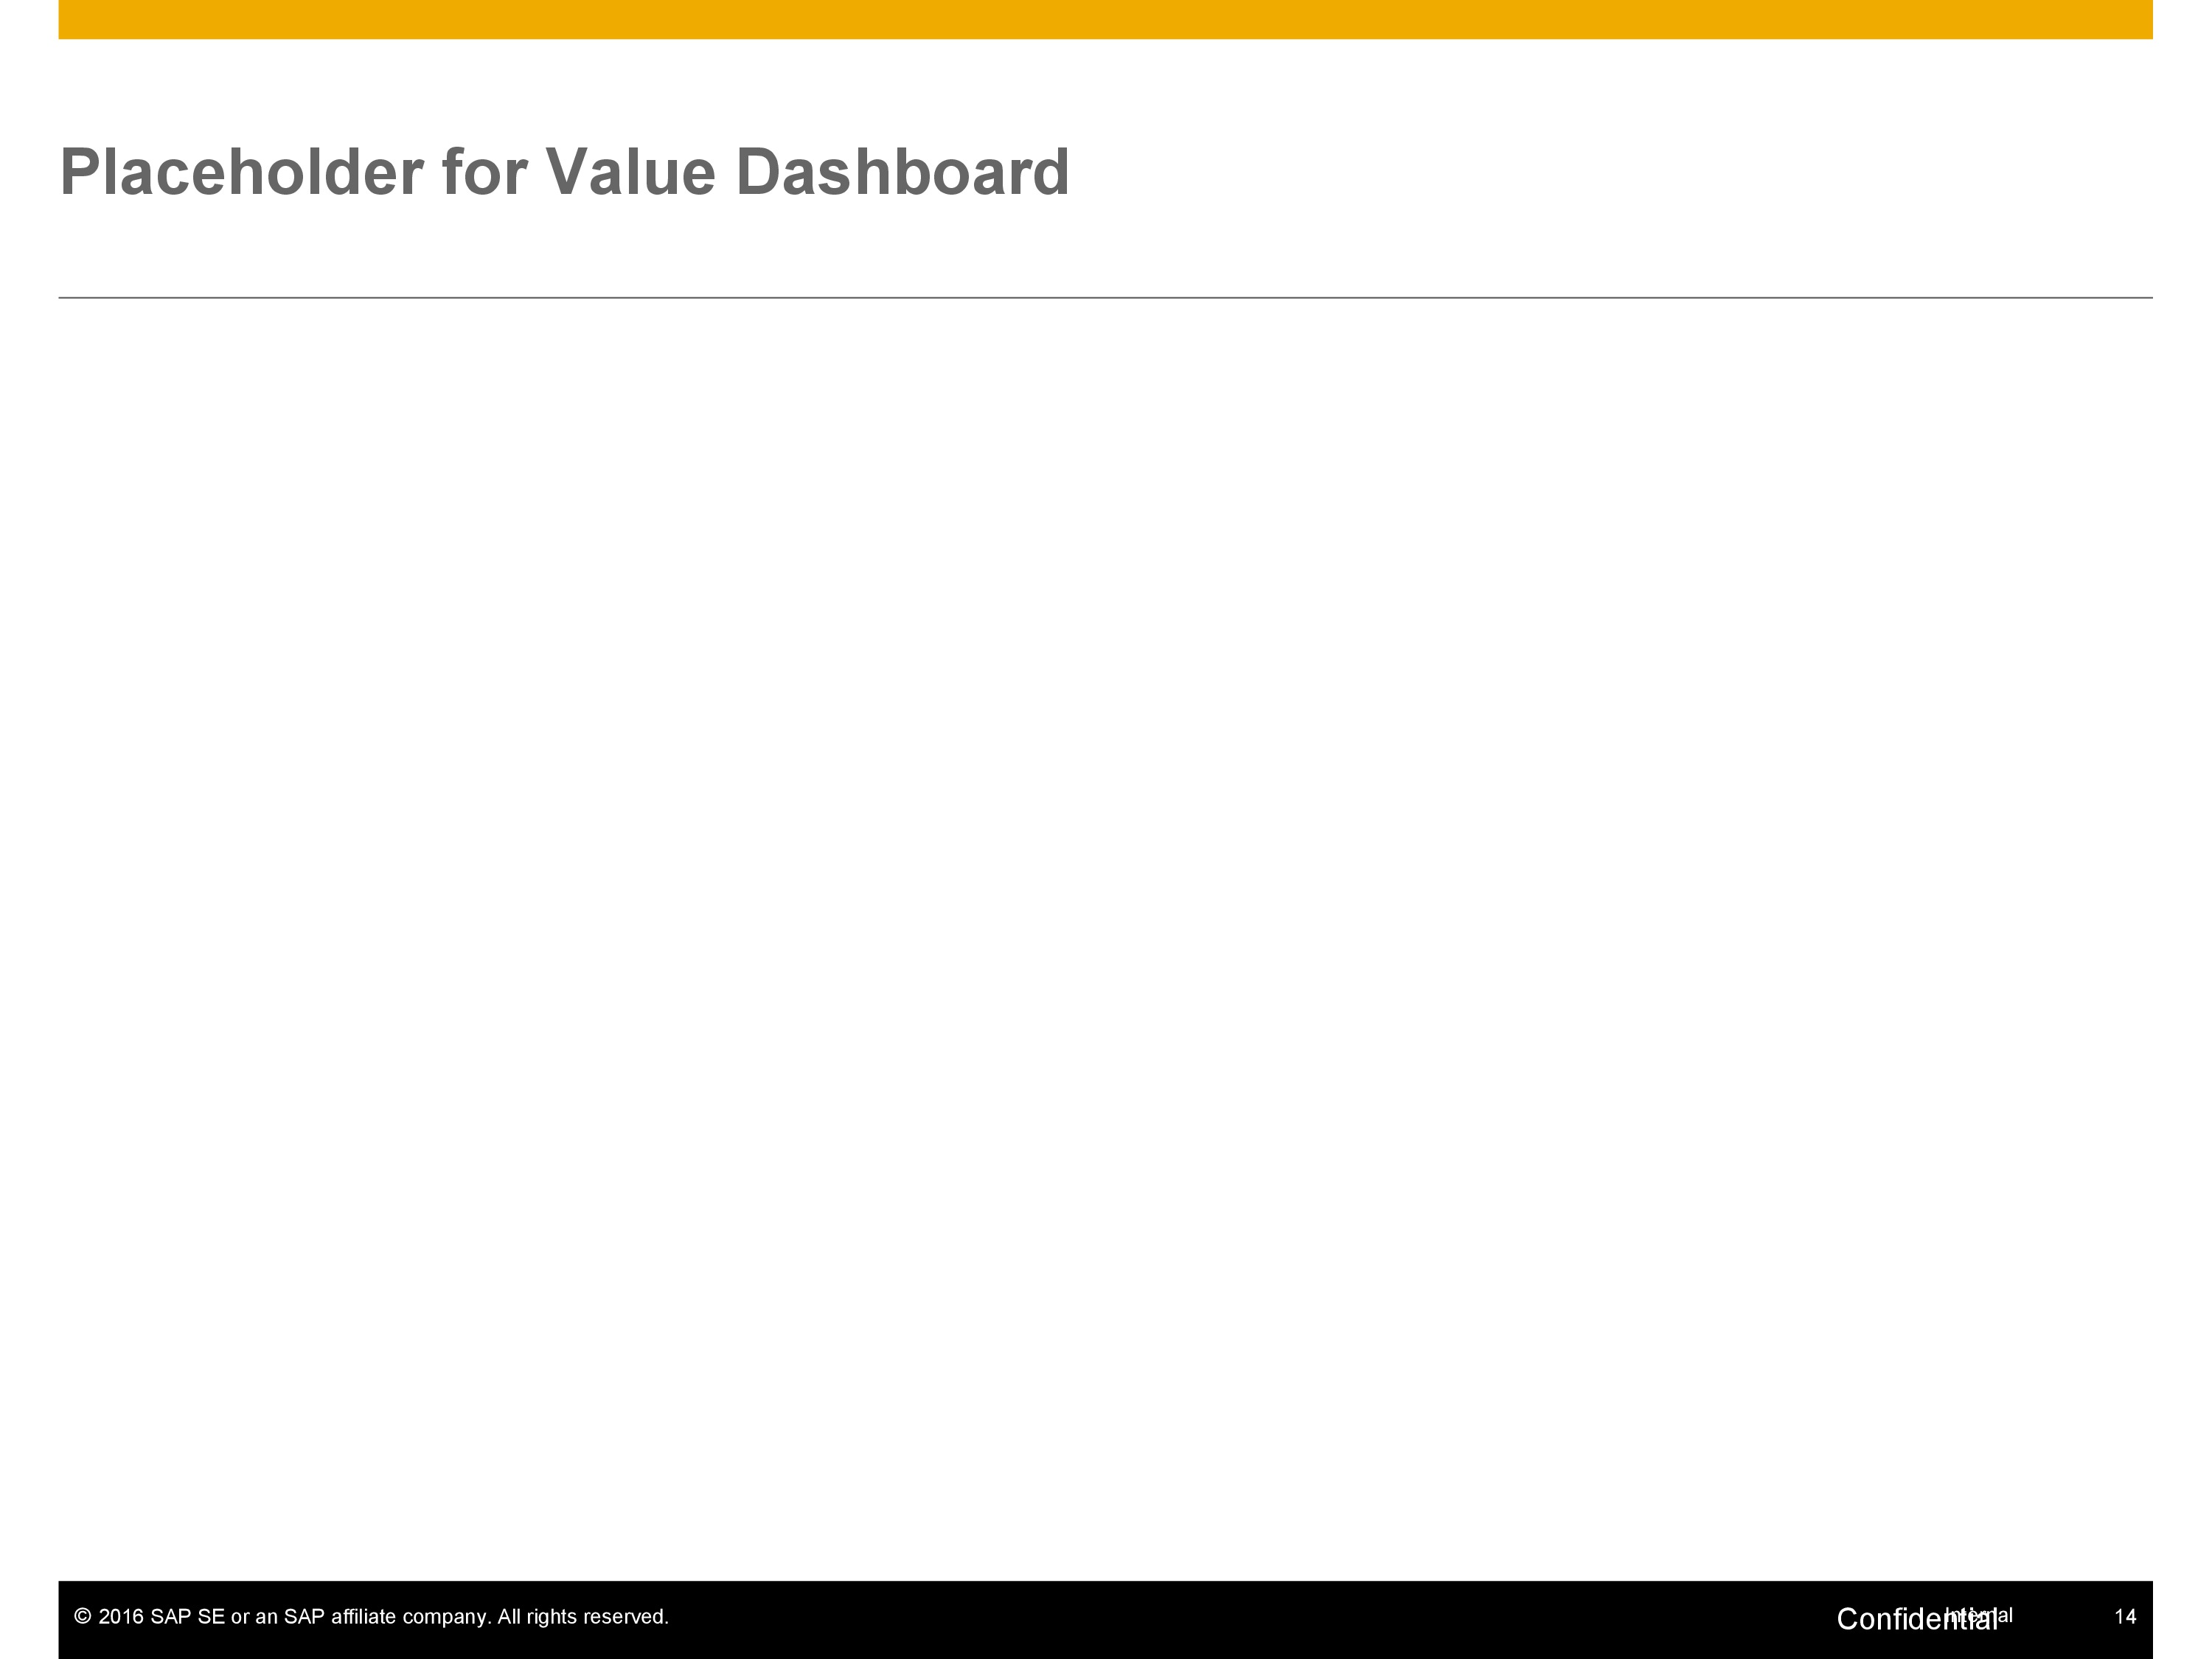 Placeholder for Value Dashboard
© 2016 SAP SE or an SAP affiliate company. All rights reserved.
Confidential
Internal
14